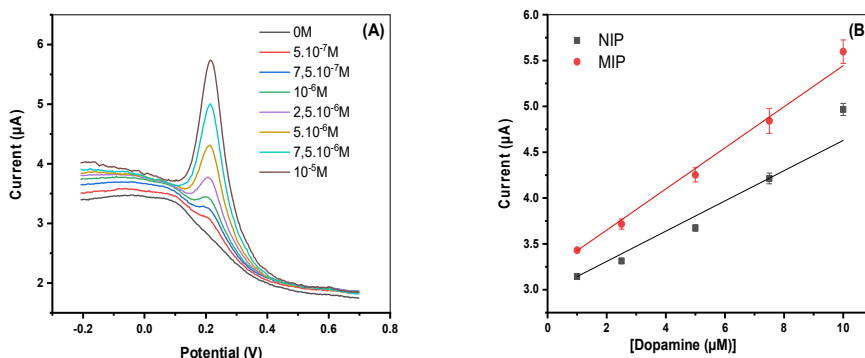 (A)
0M
5.10⁻⁷M
7,5.10⁻⁷M
10⁻⁶M
2,5.10⁻⁶M
5.10⁻⁶M
7,5.10⁻⁶M
10⁻⁵M
Current (µA)
6
5
4
3
2
-0.2 0.0 0.2 0.4 0.6 0.8
Potential (V)
(B
NIP
MIP
Current (µA)
6.0
5.5
5.0
4.5
4.0
3.5
3.0
0 2 4 6 8 10
[Dopamine (µM)]